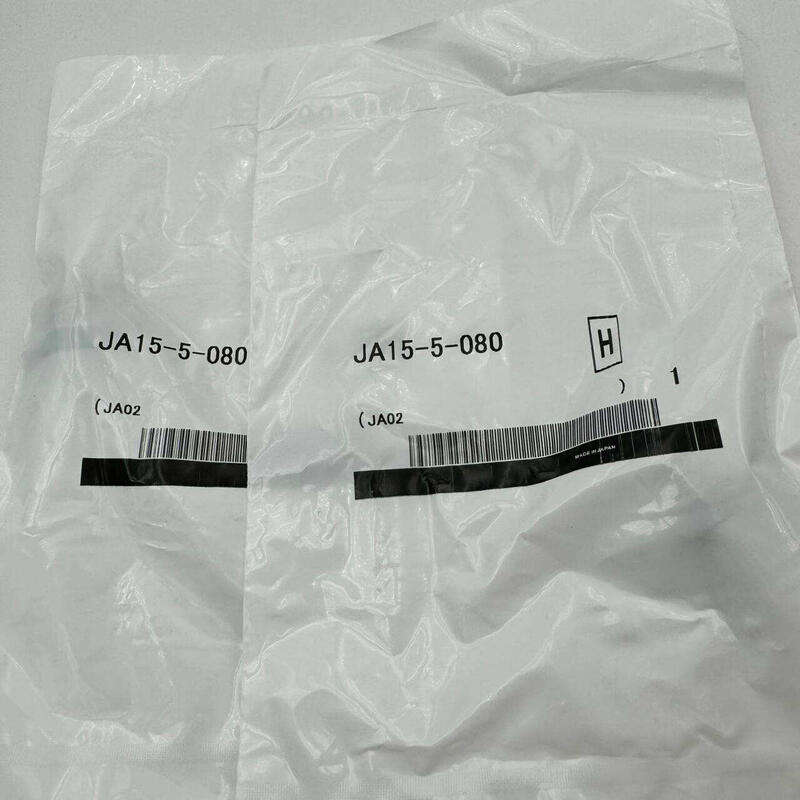 JA15-5-080
(JA02
JA15-5-080
H
(JA02 ) 1
MADE IN JAPAN